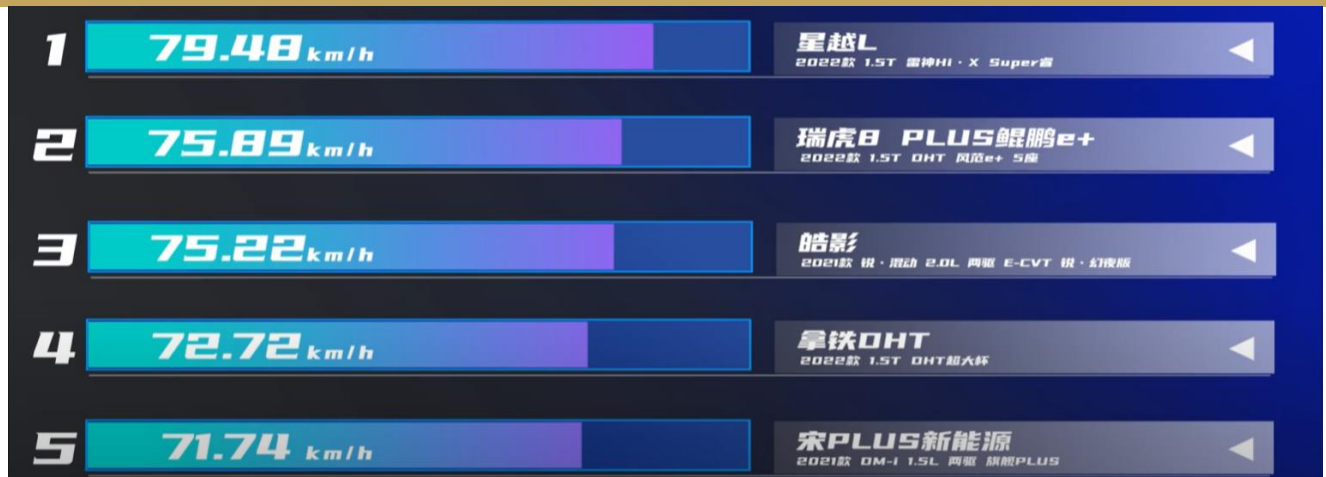 1
79.48 km/h
星越L
2022款 1.5T 雷神Hi·X Super睿
2
75.89 km/h
瑞虎8 PLUS鲲鹏e+
2022款 1.5T DHT 风范e+ 5座
3
75.22 km/h
皓影
2021款 锐·混动 2.0L 两驱 E-CVT 锐·幻夜版
4
72.72 km/h
拿铁DHT
2022款 1.5T DHT超大杯
5
71.74 km/h
宋PLUS新能源
2021款 DM-i 1.5L 两驱 旗舰PLUS